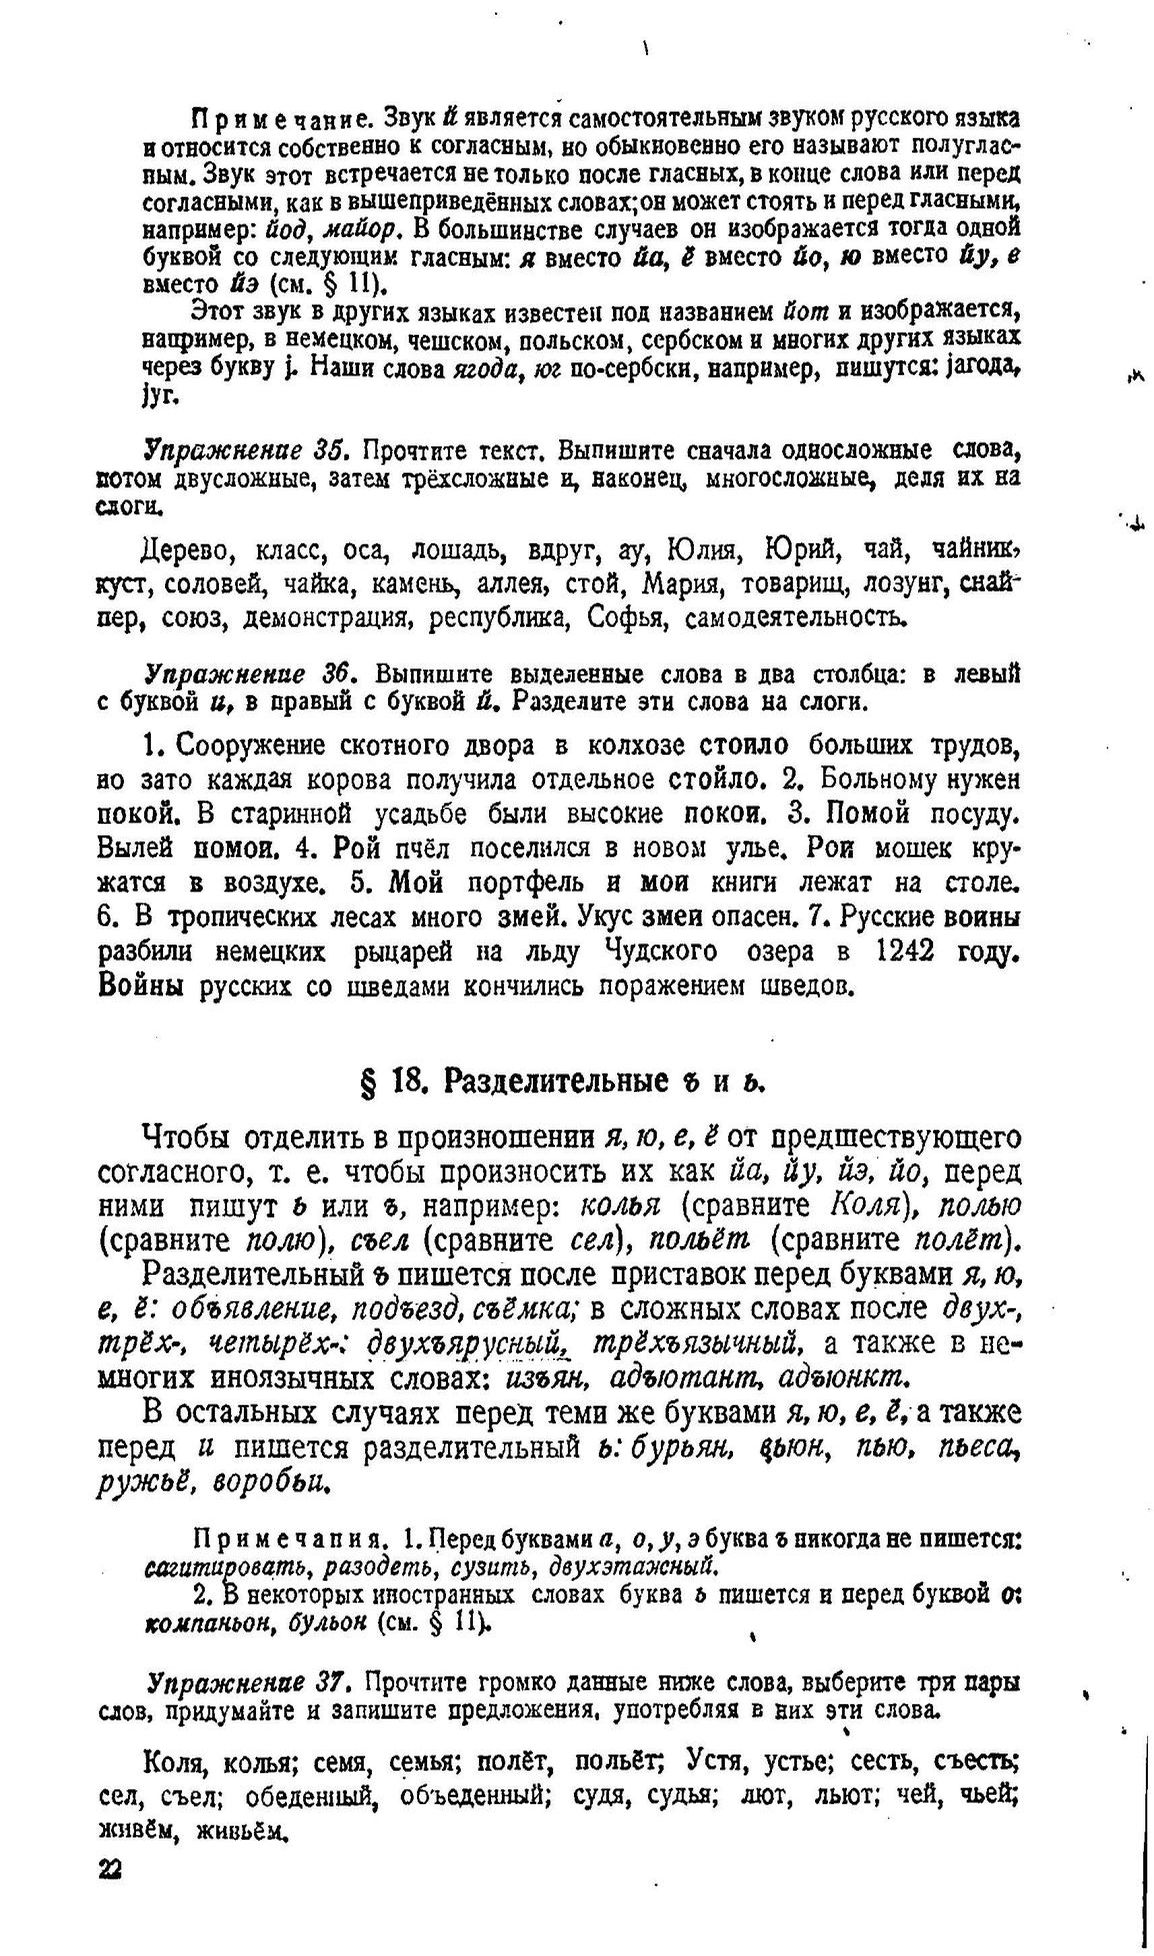 Примечание. Звук й является самостоятельным звуком русского языка
и относится собственно к согласным, но обыкновенно его называют полуглас-
ным. Звук этот встречается не только после гласных, в конце слова или перед
согласными, как в вышеприведённых словах; он может стоять и перед гласными,
например: йод, майор. В большинстве случаев он изображается тогда одной
буквой со следующим гласным: я вместо йа, ё вместо йо, ю вместо йу, е
вместо йэ (см. § 11).
Этот звук в других языках известен под названием йот и изображается,
например, в немецком, чешском, польском, сербском и многих других языках
через букву j. Наши слова ягода, юг по-сербски, например, пишутся: jагода,
jуг.
Упражнение 35. Прочтите текст. Выпишите сначала односложные слова,
потом двусложные, затем трёхсложные и, наконец, многосложные, деля их на
слоги.
Дерево, класс, оса, лошадь, вдруг, ау, Юлия, Юрий, чай, чайник,
куст, соловей, чайка, камень, аллея, стой, Мария, товарищ, лозунг, снай-
пер, союз, демонстрация, республика, Софья, самодеятельность.
Упражнение 36. Выпишите выделенные слова в два столбца: в левый
с буквой и, в правый с буквой й. Разделите эти слова на слоги.
1. Сооружение скотного двора в колхозе стоило больших трудов,
но зато каждая корова получила отдельное стойло. 2. Больному нужен
покой. В старинной усадьбе были высокие покои. 3. Помой посуду.
Вылей помои. 4. Рой пчёл поселился в новом улье. Рои мошек кру-
жатся в воздухе. 5. Мой портфель и мои книги лежат на столе.
6. В тропических лесах много змей. Укус змеи опасен. 7. Русские воины
разбили немецких рыцарей на льду Чудского озера в 1242 году.
Войны русских со шведами кончились поражением шведов.
§ 18. Разделительные ъ и ь.
Чтобы отделить в произношении я, ю, е, ё от предшествующего
согласного, т. е. чтобы произносить их как йа, йу, йэ, йо, перед
ними пишут ь или ъ, например: колья (сравните Коля), полью
(сравните полю), съел (сравните сел), польёт (сравните полёт).
Разделительный ъ пишется после приставок перед буквами я, ю,
е, ё: объявление, подъезд, съёмка; в сложных словах после двух-,
трёх-, четырёх-: двухъярусный, трёхъязычный, а также в не-
многих иноязычных словах: изъян, адъютант, адъюнкт.
В остальных случаях перед теми же буквами я, ю, е, ё, а также
перед и пишется разделительный ь: бурьян, вьюн, пью, пьеса,
ружьё, воробьи.
Примечания. 1. Перед буквами а, о, у, э буква ъ никогда не пишется:
сагитировать, разодеть, сузить, двухэтажный.
2. В некоторых иностранных словах буква ь пишется и перед буквой о:
компаньон, бульон (см. § 11).
Упражнение 37. Прочтите громко данные ниже слова, выберите три пары
слов, придумайте и запишите предложения, употребляя в них эти слова.
Коля, колья; семя, семья; полёт, польёт; Устя, устье; сесть, съесть;
сел, съел; обеденный, объеденный; судя, судья; лют, льют; чей, чьей;
живём, живьём.
22